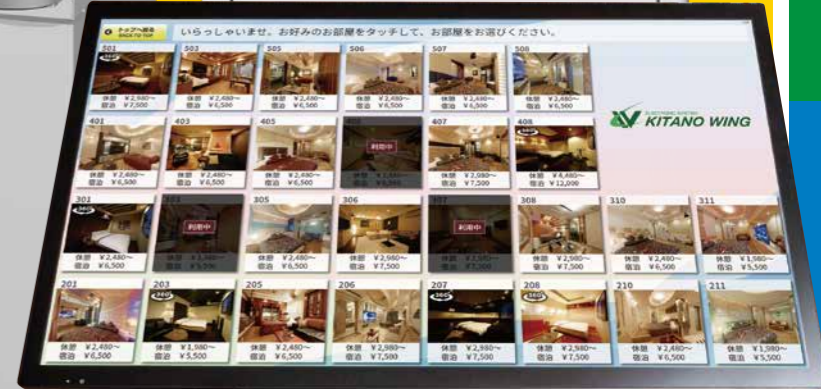 トップへ戻る
BACK TO TOP
いらっしゃいませ。お好みのお部屋をタッチして、お部屋をお選びください。
501
503
505
506
507
508
360
休憩 ¥2,980〜
宿泊 ¥7,500
休憩 ¥2,480〜
宿泊 ¥6,500
休憩 ¥2,480〜
宿泊 ¥6,500
休憩 ¥2,480〜
宿泊 ¥6,500
休憩 ¥2,480〜
宿泊 ¥6,500
休憩 ¥2,480〜
宿泊 ¥6,500
KITANO WING
401
403
405
407
408
利用中
360
休憩 ¥2,480〜
宿泊 ¥6,500
休憩 ¥2,480〜
宿泊 ¥6,500
休憩 ¥2,480〜
宿泊 ¥6,500
休憩 ¥2,980〜
宿泊 ¥7,500
休憩 ¥4,480〜
宿泊 ¥12,000
301
305
306
308
310
311
360
利用中
利用中
休憩 ¥2,480〜
宿泊 ¥6,500
休憩 ¥2,480〜
宿泊 ¥6,500
休憩 ¥2,980〜
宿泊 ¥7,500
休憩 ¥2,980〜
宿泊 ¥7,500
休憩 ¥2,480〜
宿泊 ¥6,500
休憩 ¥1,980〜
宿泊 ¥5,500
201
203
205
206
207
208
210
211
360
360
360
休憩 ¥2,480〜
宿泊 ¥6,500
休憩 ¥1,980〜
宿泊 ¥5,500
休憩 ¥2,480〜
宿泊 ¥6,500
休憩 ¥2,980〜
宿泊 ¥7,500
休憩 ¥2,980〜
宿泊 ¥7,500
休憩 ¥2,980〜
宿泊 ¥7,500
休憩 ¥2,480〜
宿泊 ¥6,500
休憩 ¥1,980〜
宿泊 ¥5,500